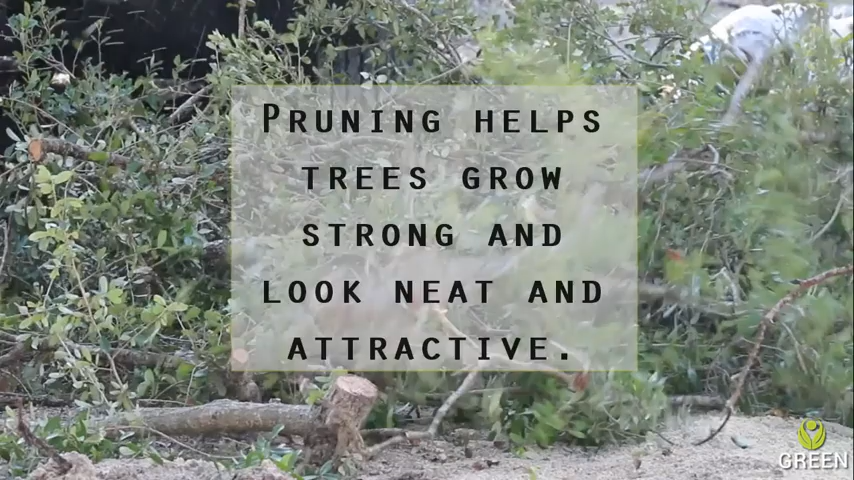 Pruning helps
trees grow
strong and
look neat and
attractive.
GREEN